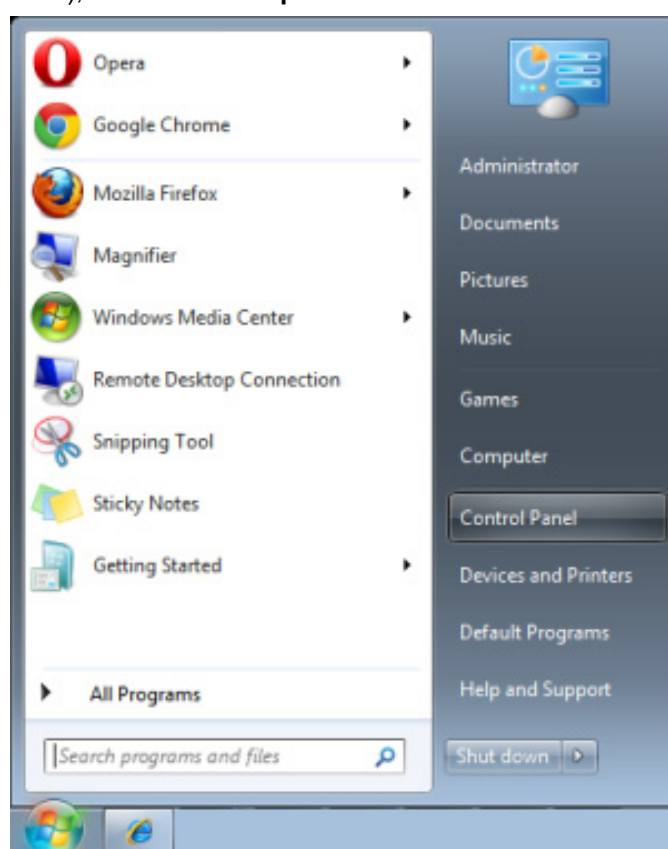 Opera
Google Chrome
Mozilla Firefox
Magnifier
Windows Media Center
Remote Desktop Connection
Snipping Tool
Sticky Notes
Getting Started
All Programs
Search programs and files
Administrator
Documents
Pictures
Music
Games
Computer
Control Panel
Devices and Printers
Default Programs
Help and Support
Shut down